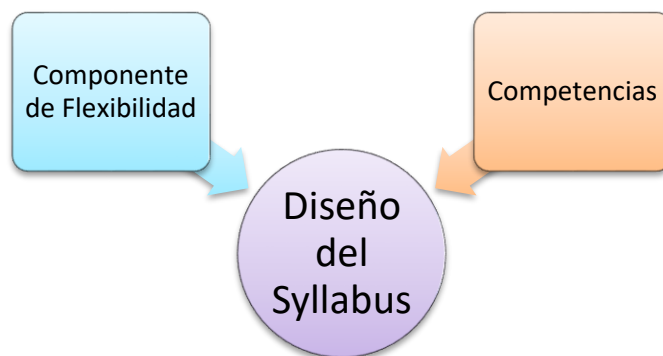 Componente
de Flexibilidad
Competencias
Diseño
del
Syllabus